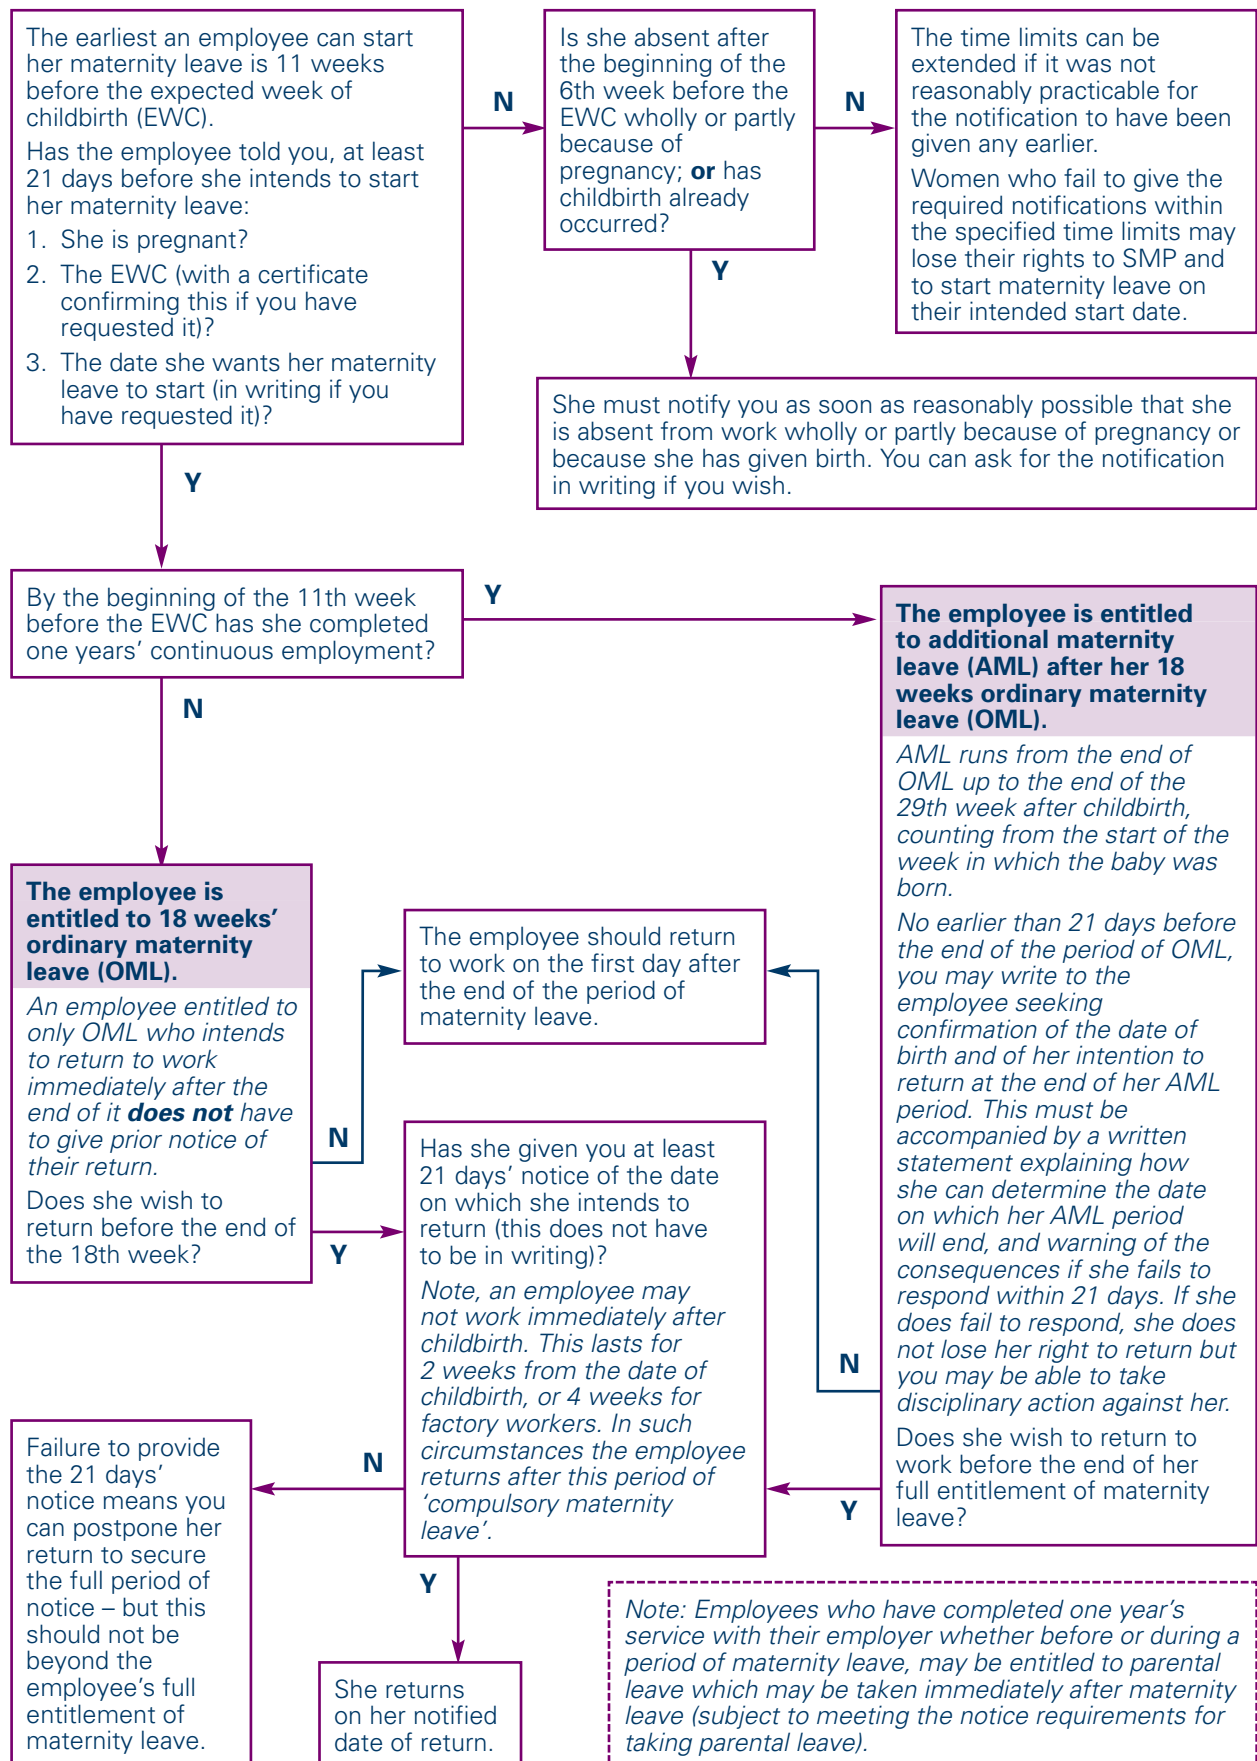 The earliest an employee can start
her maternity leave is 11 weeks
before the expected week of
childbirth (EWC).
Has the employee told you, at least
21 days before she intends to start
her maternity leave:
1. She is pregnant?
2. The EWC (with a certificate
confirming this if you have
requested it)?
3. The date she wants her maternity
leave to start (in writing if you
have requested it)?
N
Is she absent after
the beginning of the
6th week before the
EWC wholly or partly
because of
pregnancy; or has
childbirth already
occurred?
N
The time limits can be
extended if it was not
reasonably practicable for
the notification to have been
given any earlier.
Women who fail to give the
required notifications within
the specified time limits may
lose their rights to SMP and
to start maternity leave on
their intended start date.
Y
She must notify you as soon as reasonably possible that she
is absent from work wholly or partly because of pregnancy or
because she has given birth. You can ask for the notification
in writing if you wish.
Y
By the beginning of the 11th week
before the EWC has she completed
one years’ continuous employment?
Y
N
The employee is entitled
to additional maternity
leave (AML) after her 18
weeks ordinary maternity
leave (OML).
AML runs from the end of
OML up to the end of the
29th week after childbirth,
counting from the start of the
week in which the baby was
born.
No earlier than 21 days before
the end of the period of OML,
you may write to the
employee seeking
confirmation of the date of
birth and of her intention to
return at the end of her AML
period. This must be
accompanied by a written
statement explaining how
she can determine the date
on which her AML period
will end, and warning of the
consequences if she fails to
respond within 21 days. If she
does fail to respond, she does
not lose her right to return but
you may be able to take
disciplinary action against her.
Does she wish to return to
work before the end of her
full entitlement of maternity
leave?
The employee is
entitled to 18 weeks’
ordinary maternity
leave (OML).
An employee entitled to
only OML who intends
to return to work
immediately after the
end of it does not have
to give prior notice of
their return.
Does she wish to
return before the end of
the 18th week?
N
Y
The employee should return
to work on the first day after
the end of the period of
maternity leave.
N
Y
Has she given you at least
21 days’ notice of the date
on which she intends to
return (this does not have
to be in writing)?
Note, an employee may
not work immediately after
childbirth. This lasts for
2 weeks from the date of
childbirth, or 4 weeks for
factory workers. In such
circumstances the employee
returns after this period of
‘compulsory maternity
leave’.
N
Y
Failure to provide
the 21 days’
notice means you
can postpone her
return to secure
the full period of
notice – but this
should not be
beyond the
employee’s full
entitlement of
maternity leave.
She returns
on her notified
date of return.
Note: Employees who have completed one year’s
service with their employer whether before or during a
period of maternity leave, may be entitled to parental
leave which may be taken immediately after maternity
leave (subject to meeting the notice requirements for
taking parental leave).